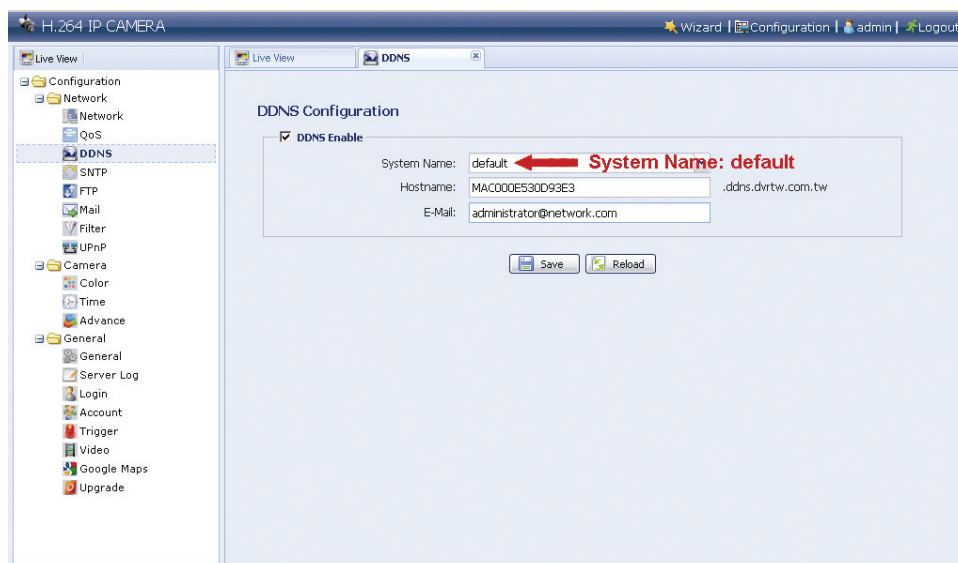 H.264 IP CAMERA
Wizard | Configuration | admin | Logout
Live View
Configuration
Network
Network
QoS
DDNS
SNTP
FTP
Mail
Filter
UPnP
Camera
Color
Time
Advance
General
General
Server Log
Login
Account
Trigger
Video
Google Maps
Upgrade
Live View
DDNS
DDNS Configuration
DDNS Enable
System Name: default System Name: default
Hostname: MAC000E530D93E3 .ddns.dvrtw.com.tw
E-Mail: administrator@network.com
Save Reload